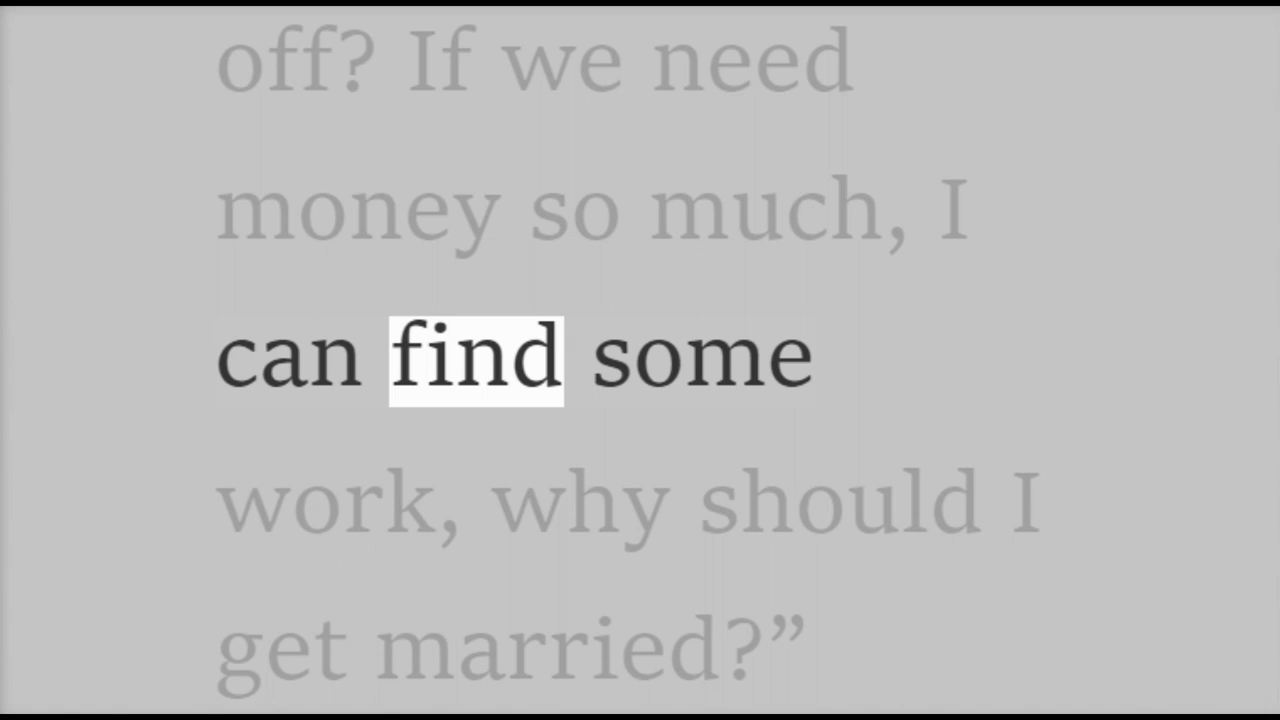 off? If we need
money so much, I
can find some
work, why should I
get married?”